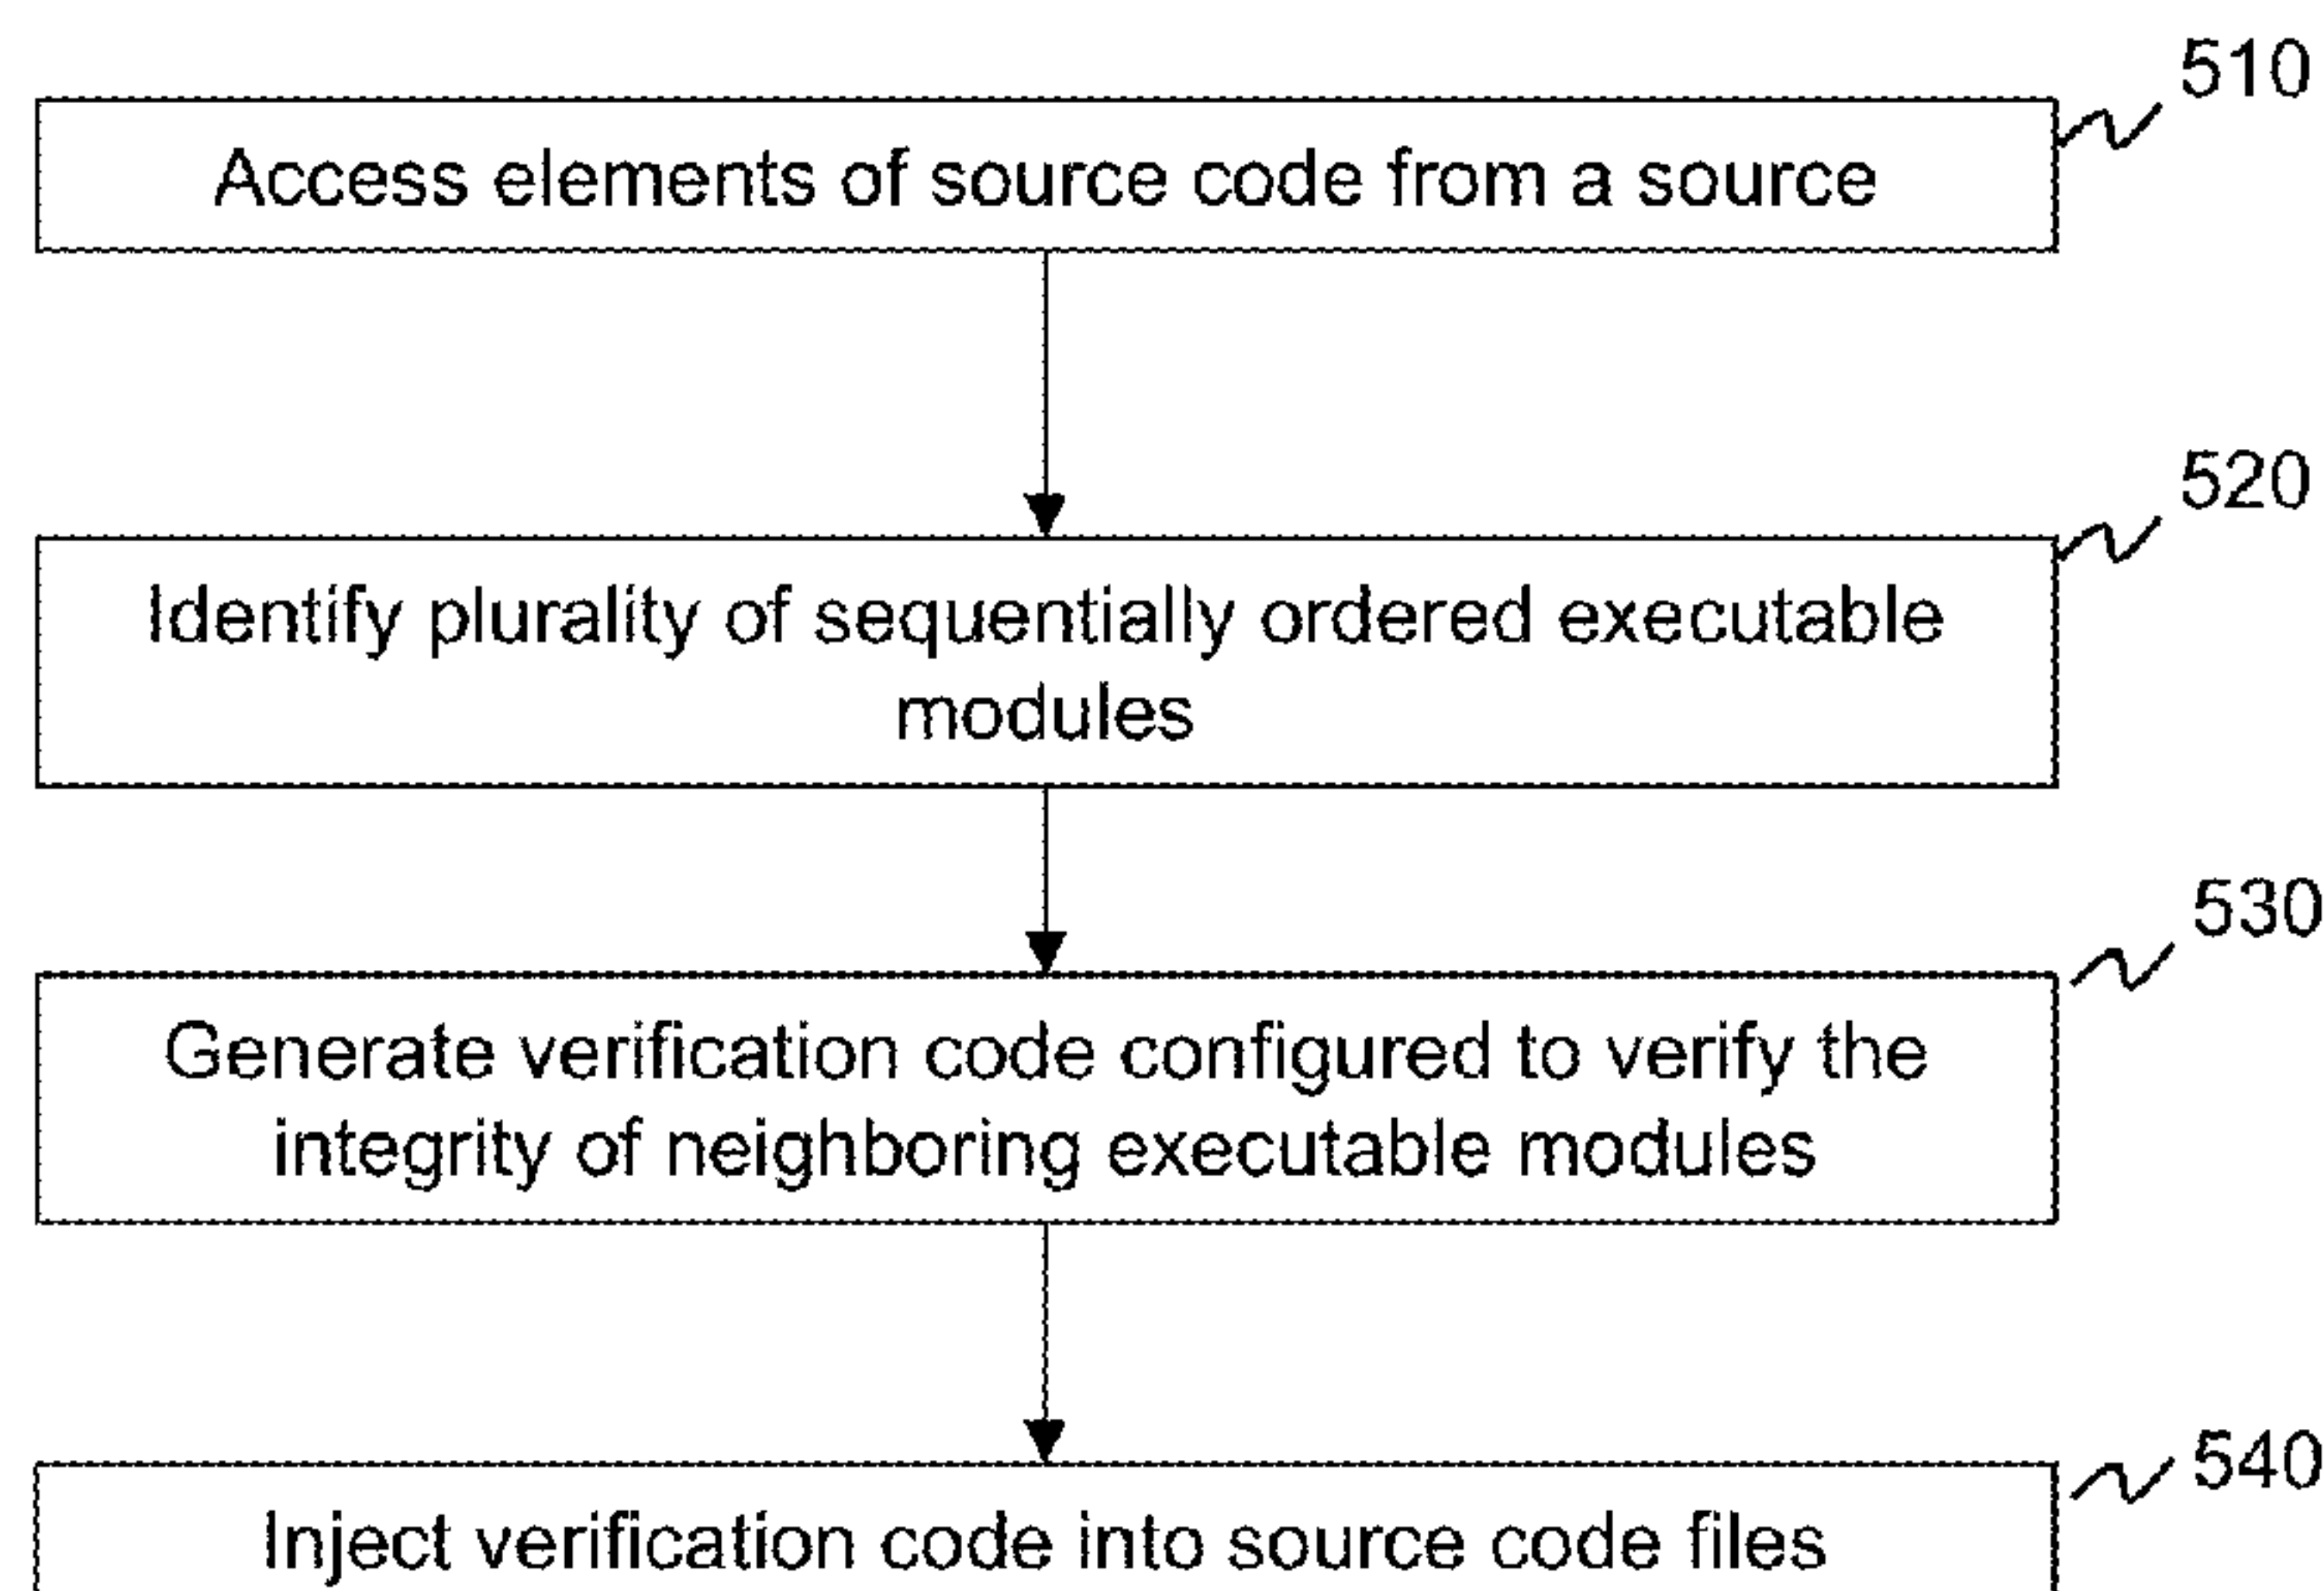 510
Access elements of source code from a source
520
Identify plurality of sequentially ordered executable
modules
530
Generate verification code configured to verify the
integrity of neighboring executable modules
540
Inject verification code into source code files